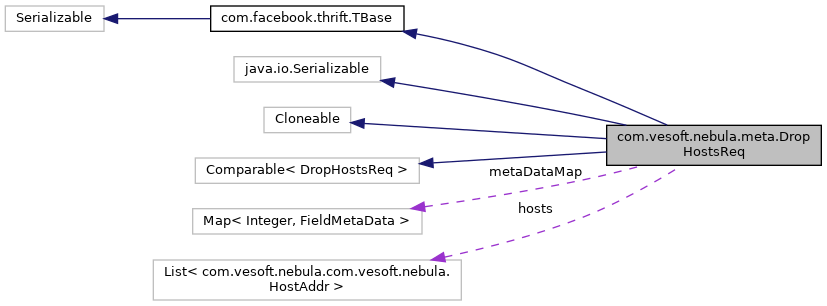 Serializable
com.facebook.thrift.TBase
java.io.Serializable
Cloneable
com.vesoft.nebula.meta.Drop
HostsReq
Comparable< DropHostsReq >
metaDataMap
hosts
Map< Integer, FieldMetaData >
List< com.vesoft.nebula.com.vesoft.nebula.
HostAddr >